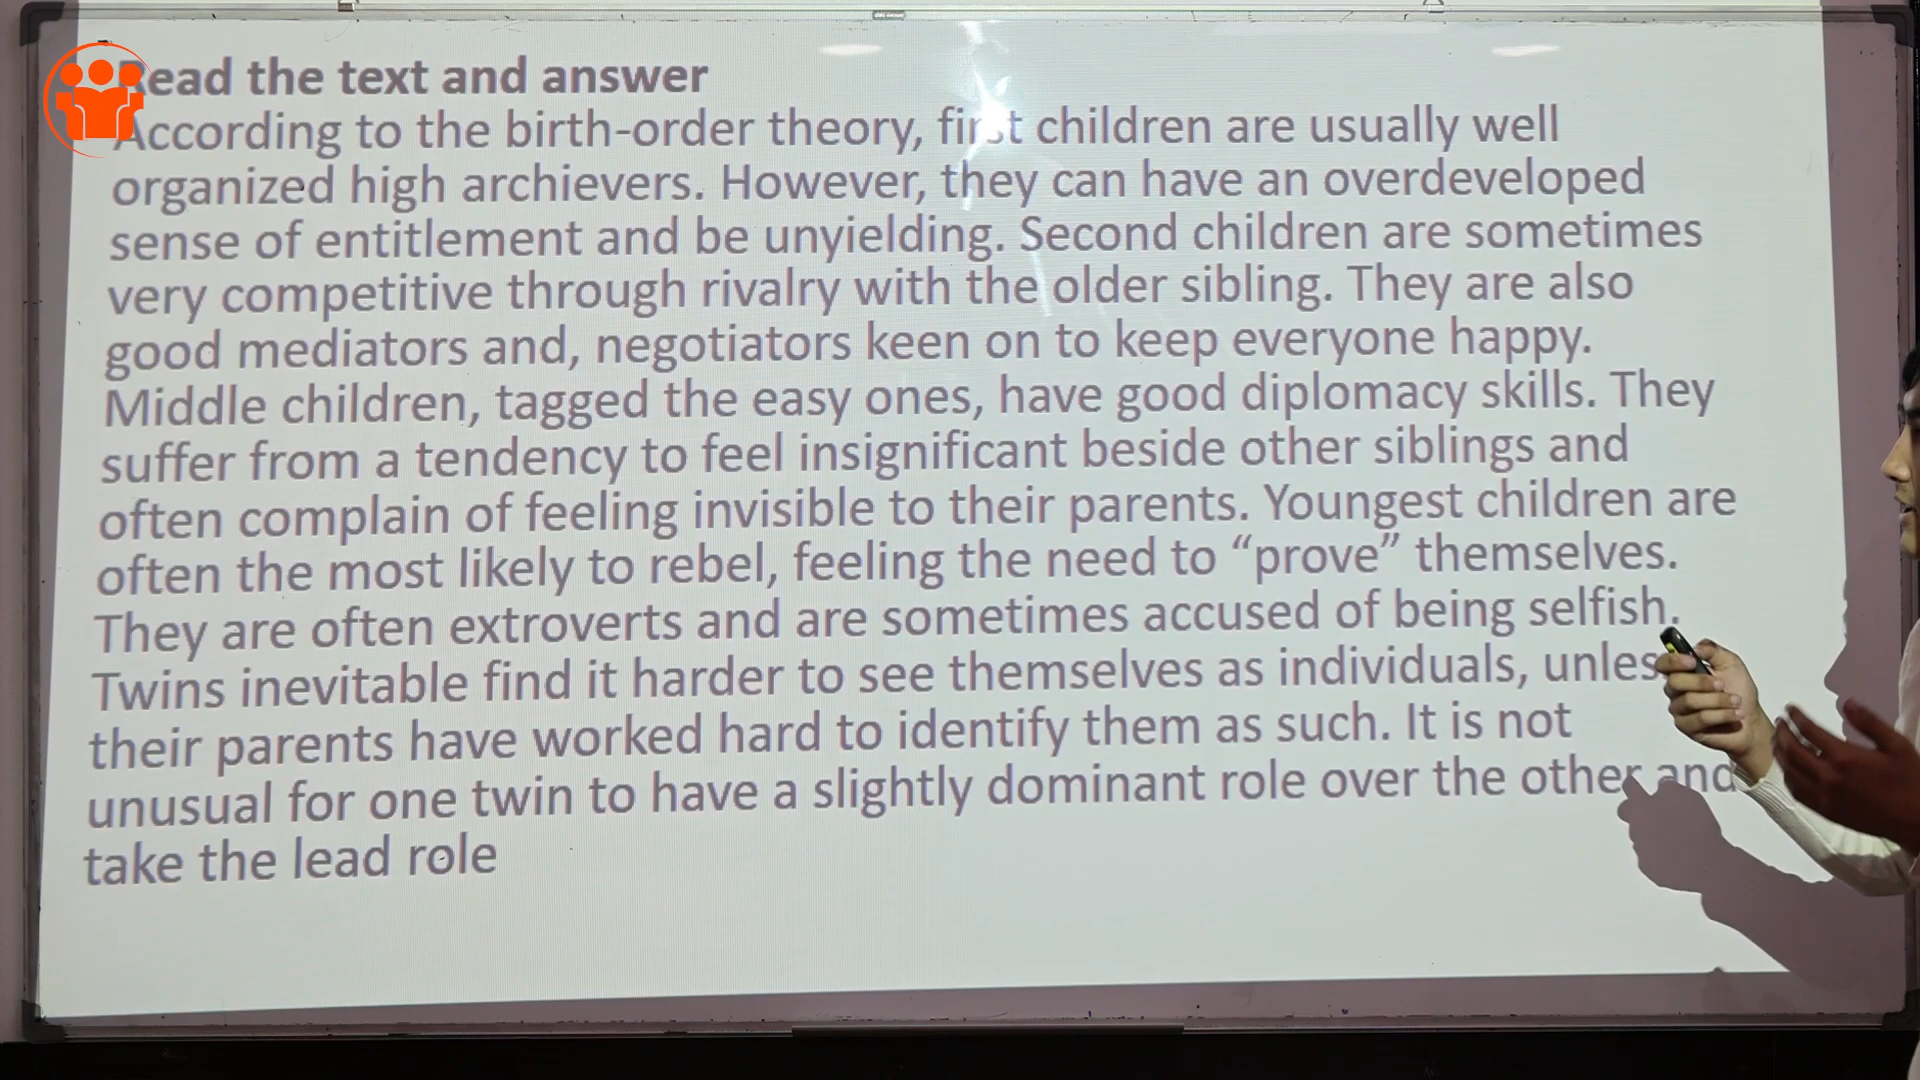 Read the text and answer
According to the birth-order theory, first children are usually well
organized high archievers. However, they can have an overdeveloped
sense of entitlement and be unyielding. Second children are sometimes
very competitive through rivalry with the older sibling. They are also
good mediators and, negotiators keen on to keep everyone happy.
Middle children, tagged the easy ones, have good diplomacy skills. They
suffer from a tendency to feel insignificant beside other siblings and
often complain of feeling invisible to their parents. Youngest children are
often the most likely to rebel, feeling the need to “prove” themselves.
They are often extroverts and are sometimes accused of being selfish.
Twins inevitable find it harder to see themselves as individuals, unless
their parents have worked hard to identify them as such. It is not
unusual for one twin to have a slightly dominant role over the other and
take the lead role